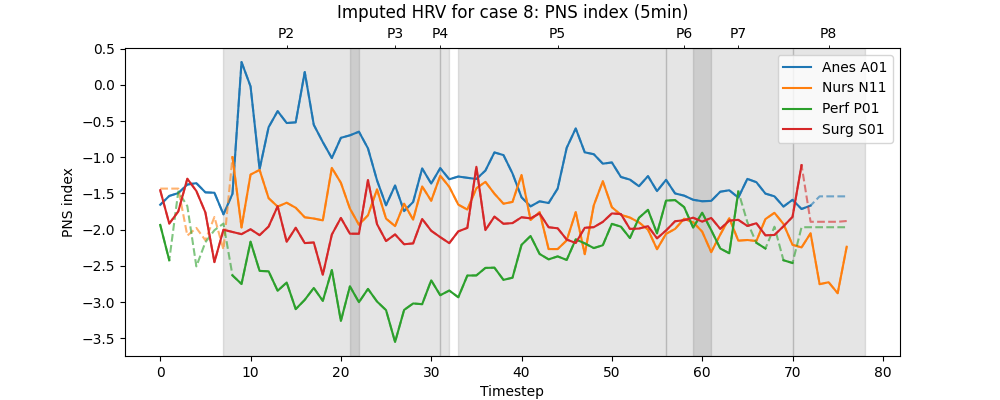 Imputed HRV for case 8: PNS index (5min)
P2 P3 P4 P5 P6 P7 P8
Anes A01
Nurs N11
Perf P01
Surg S01
PNS index
0.5
0.0
−0.5
−1.0
−1.5
−2.0
−2.5
−3.0
−3.5
0 10 20 30 40 50 60 70 80
Timestep